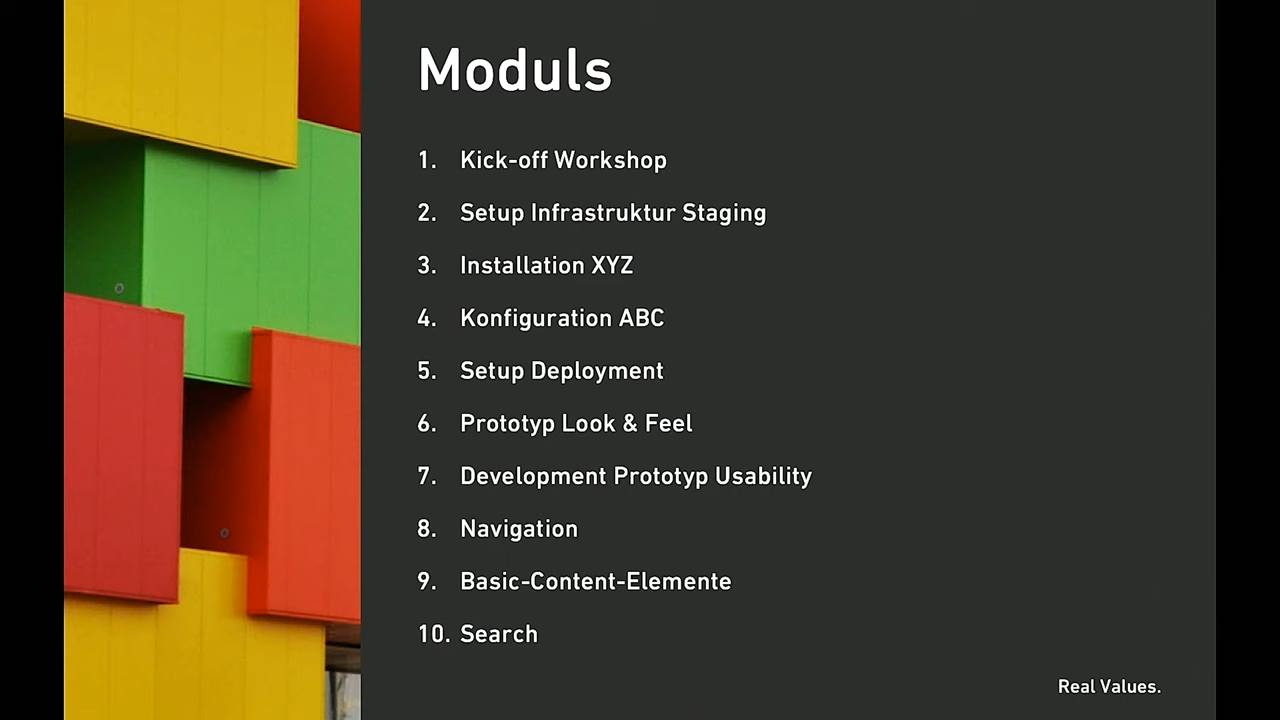 Moduls
1. Kick-off Workshop
2. Setup Infrastruktur Staging
3. Installation XYZ
4. Konfiguration ABC
5. Setup Deployment
6. Prototyp Look & Feel
7. Development Prototyp Usability
8. Navigation
9. Basic-Content-Elemente
10. Search
Real Values.